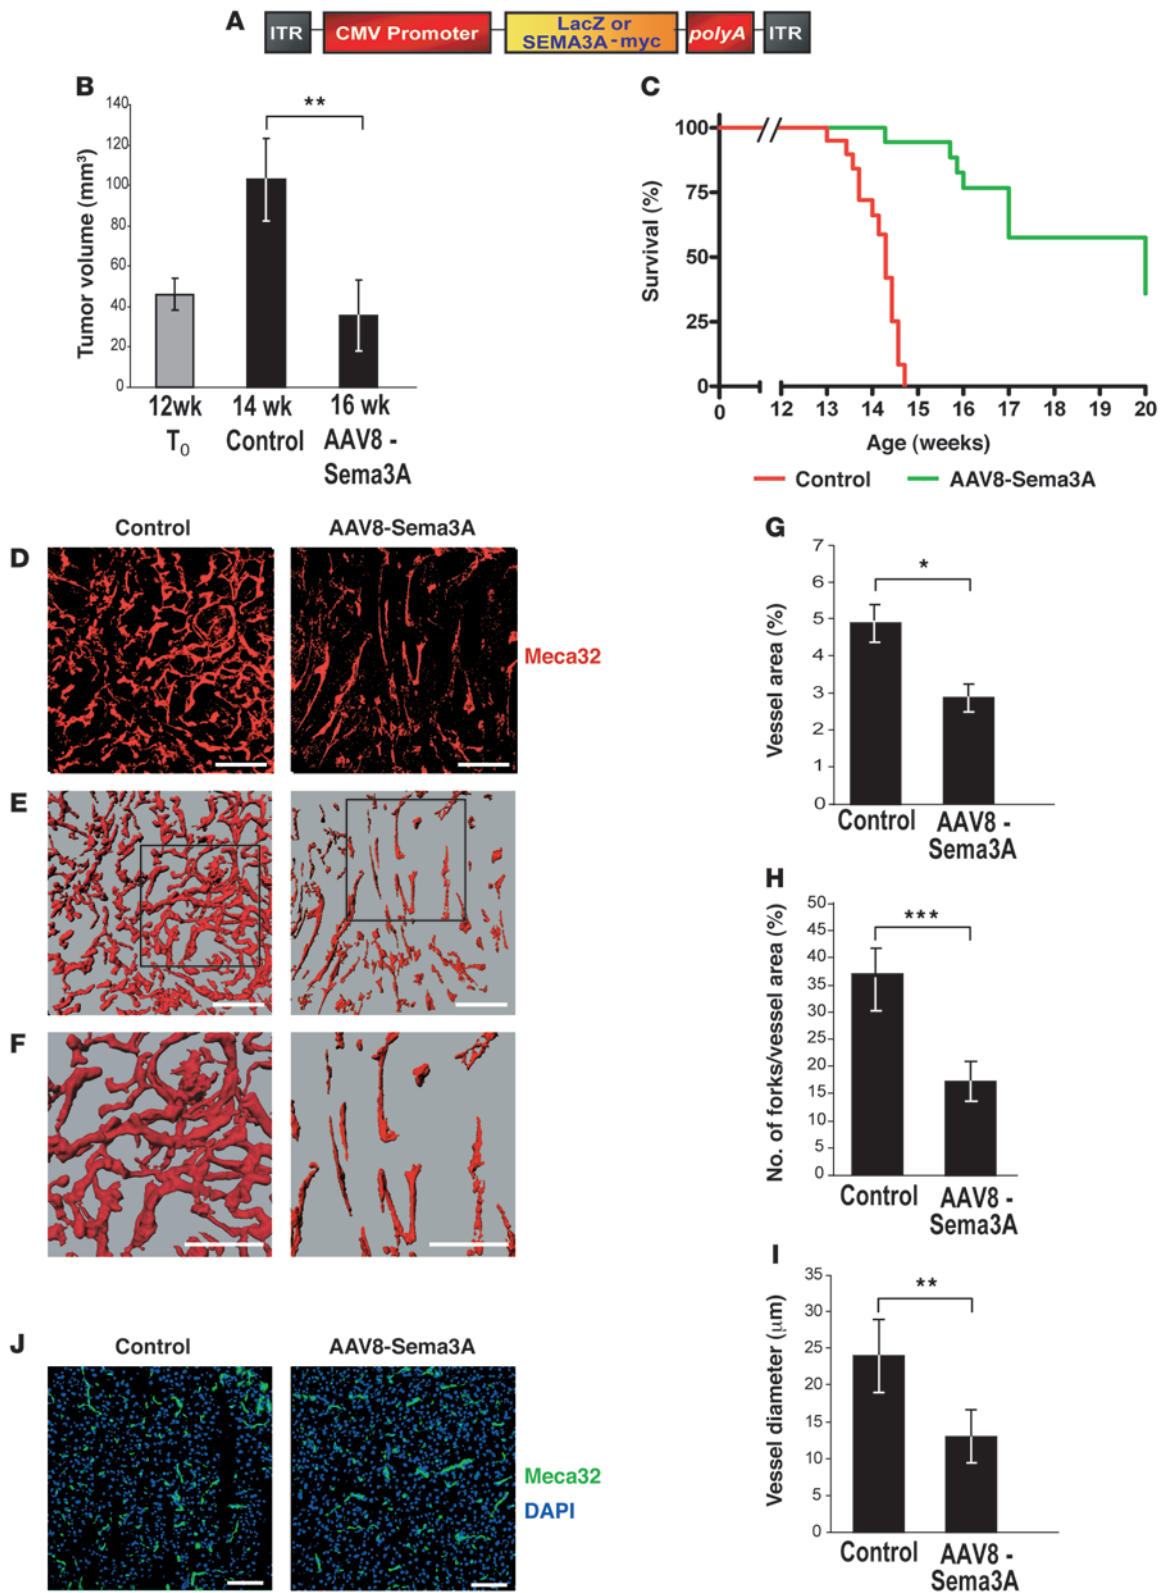 A
ITR
CMV Promoter
LacZ or
SEMA3A-myc
polyA
ITR
B
Tumor volume (mm³)
140
120
100
80
60
40
20
0
**
12wk
T₀
14 wk
Control
16 wk
AAV8 -
Sema3A
C
Survival (%)
100
75
50
25
0
0
12
13
14
15
16
17
18
19
20
Age (weeks)
Control
AAV8-Sema3A
Control
AAV8-Sema3A
D
Meca32
E
F
G
Vessel area (%)
7
6
5
4
3
2
1
0
*
Control
AAV8 -
Sema3A
H
No. of forks/vessel area (%)
50
45
40
35
30
25
20
15
10
5
0
***
Control
AAV8 -
Sema3A
I
Vessel diameter (μm)
35
30
25
20
15
10
5
0
**
Control
AAV8 -
Sema3A
J
Control
AAV8-Sema3A
Meca32
DAPI